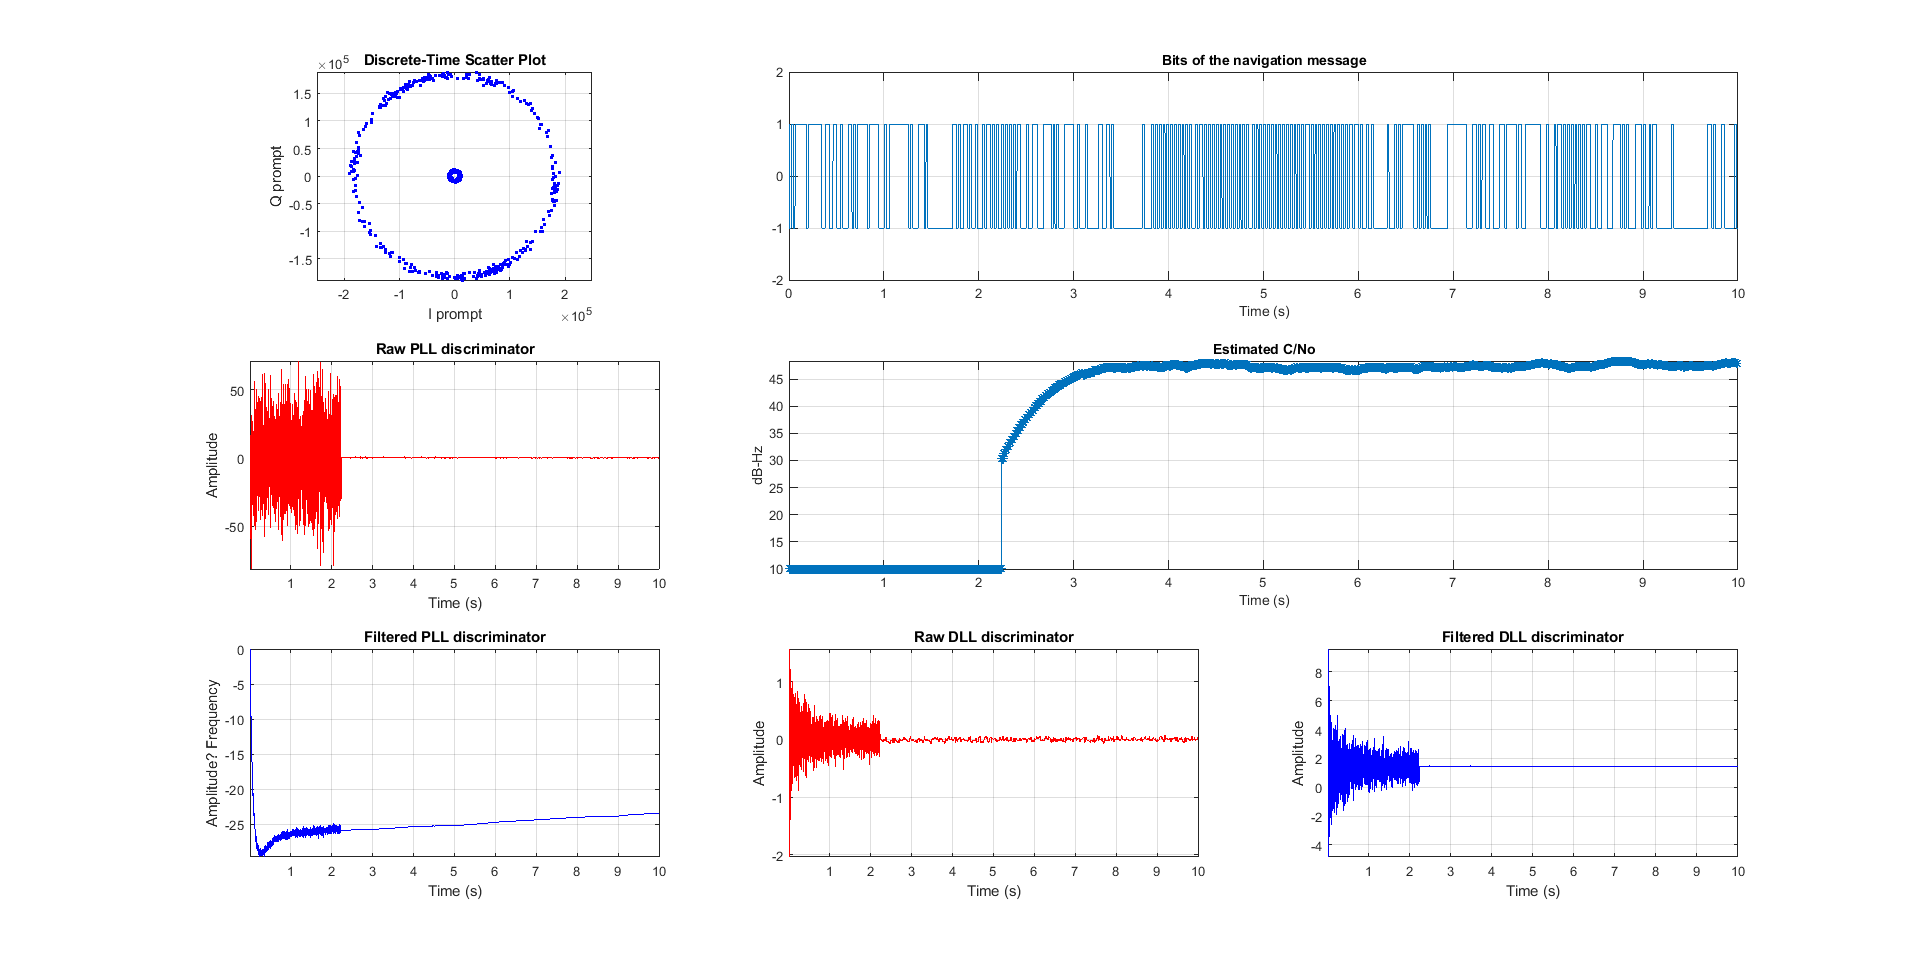 Discrete-Time Scatter Plot
×10^5
1.5
1
0.5
0
-0.5
-1
-1.5
Q prompt
-2 -1 0 1 2
I prompt
×10^5
Bits of the navigation message
2
1
0
-1
-2
0 1 2 3 4 5 6 7 8 9 10
Time (s)
Raw PLL discriminator
50
0
-50
Amplitude
1 2 3 4 5 6 7 8 9 10
Time (s)
Estimated C/No
45
40
35
30
25
20
15
10
dB-Hz
1 2 3 4 5 6 7 8 9 10
Time (s)
Filtered PLL discriminator
0
-5
-10
-15
-20
-25
Amplitude? Frequency
1 2 3 4 5 6 7 8 9 10
Time (s)
Raw DLL discriminator
1
0
-1
-2
Amplitude
1 2 3 4 5 6 7 8 9 10
Time (s)
Filtered DLL discriminator
8
6
4
2
0
-2
-4
Amplitude
1 2 3 4 5 6 7 8 9 10
Time (s)